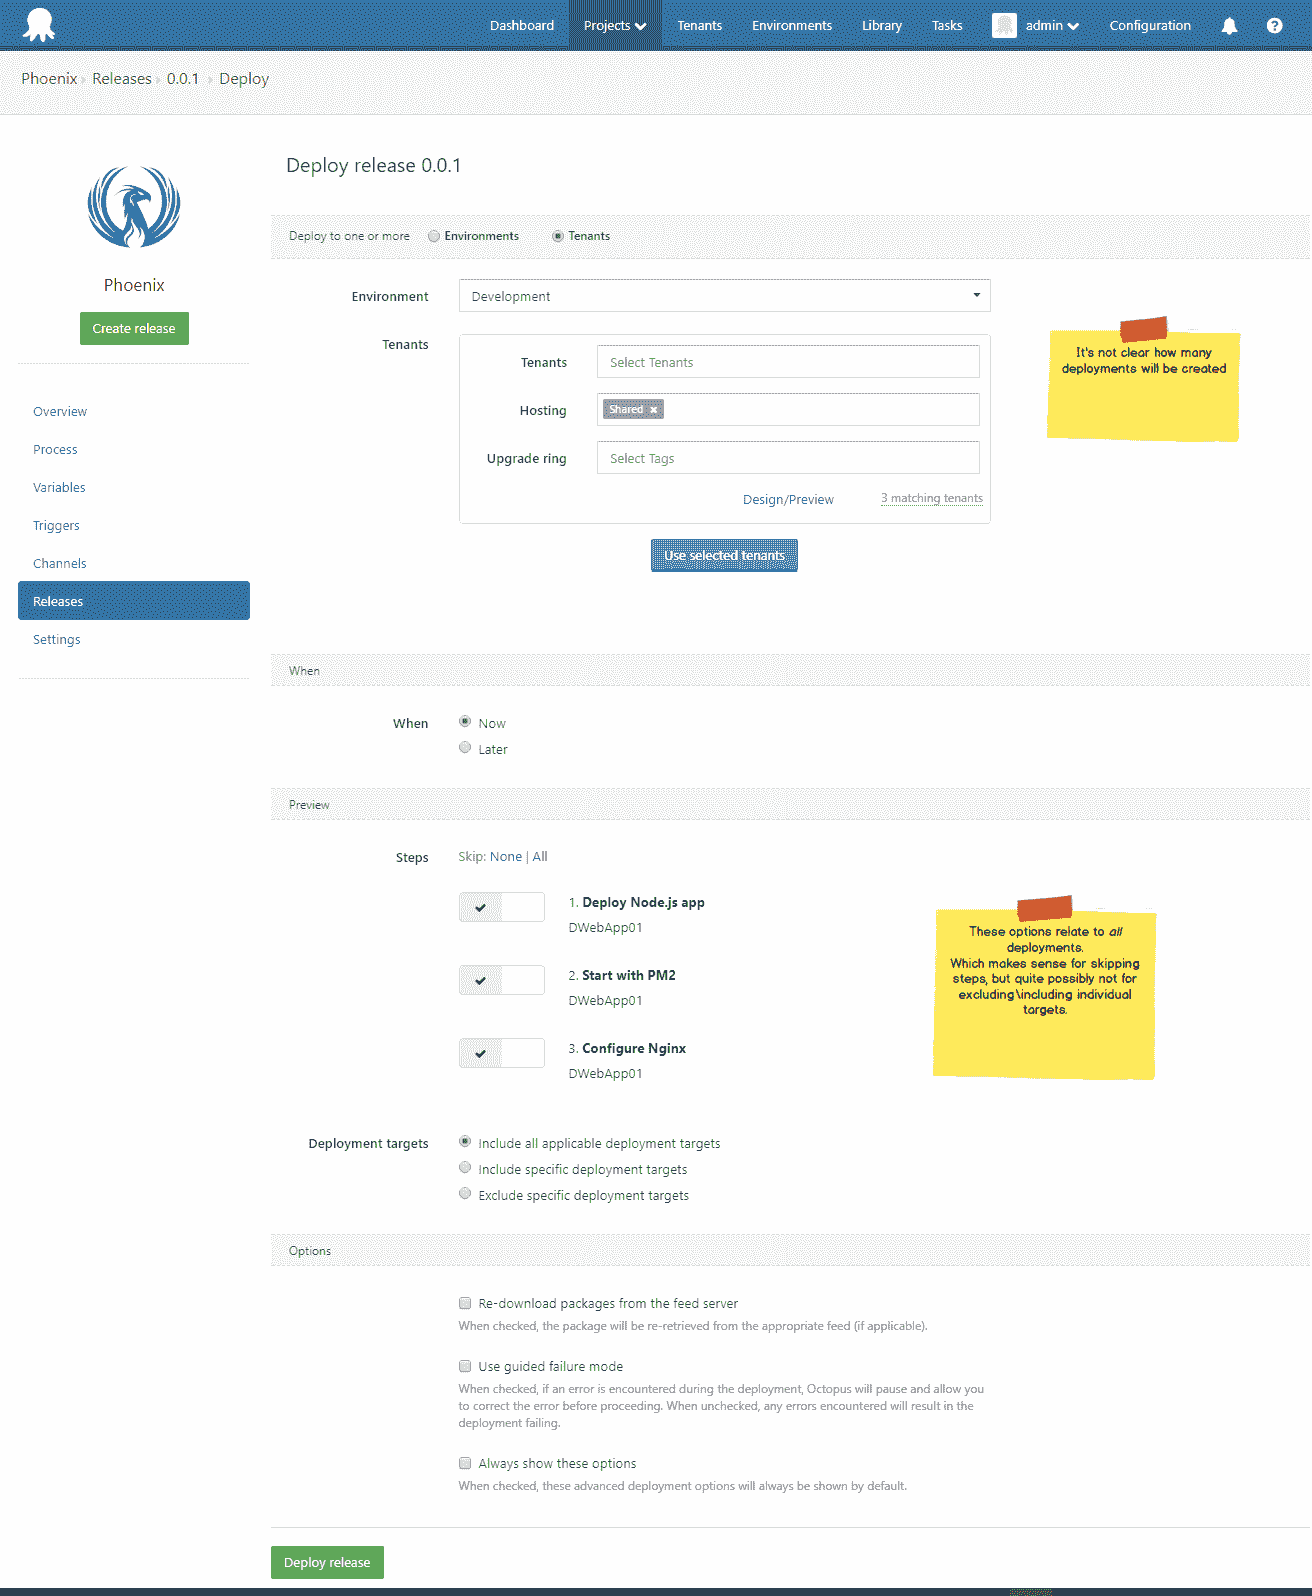 Dashboard Projects Tenants Environments Library Tasks admin Configuration
Phoenix Releases 0.0.1 Deploy
Phoenix
Create release
Overview
Process
Variables
Triggers
Channels
Releases
Settings
Deploy release 0.0.1
Deploy to one or more Environments Tenants
Environment Development
Tenants
Tenants Select Tenants
Hosting Shared ×
Upgrade ring Select Tags
Design/Preview 3 matching tenants
Use selected tenants
It's not clear how many
deployments will be created
When
When Now
Later
Preview
Steps Skip: None | All
1. Deploy Node.js app
DWebApp01
2. Start with PM2
DWebApp01
3. Configure Nginx
DWebApp01
These options relate to all
deployments.
Which makes sense for skipping
steps, but quite possibly not for
excluding\including individual
targets.
Deployment targets Include all applicable deployment targets
Include specific deployment targets
Exclude specific deployment targets
Options
Re-download packages from the feed server
When checked, the package will be re-retrieved from the appropriate feed (if applicable).
Use guided failure mode
When checked, if an error is encountered during the deployment, Octopus will pause and allow you
to correct the error before proceeding. When unchecked, any errors encountered will result in the
deployment failing.
Always show these options
When checked, these advanced deployment options will always be shown by default.
Deploy release